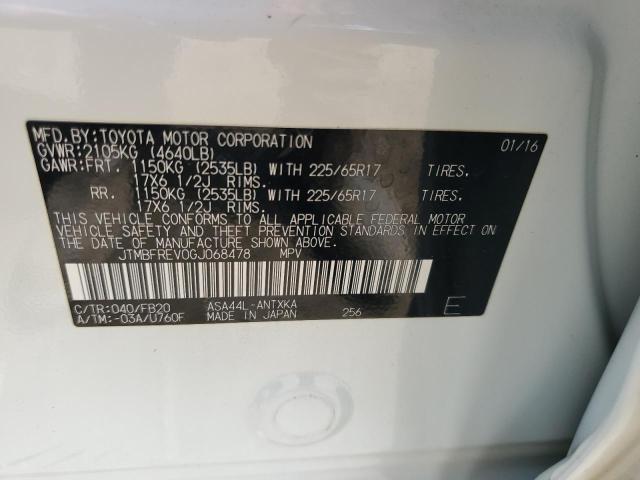 MFD. BY: TOYOTA MOTOR CORPORATION 01/16
GVWR: 2105KG (4640LB)
GAWR: FRT. 1150KG (2535LB) WITH 225/65R17 TIRES.
17X6 1/2J RIMS.
RR. 1150KG (2535LB) WITH 225/65R17 TIRES.
17X6 1/2J RIMS.
THIS VEHICLE CONFORMS TO ALL APPLICABLE FEDERAL MOTOR
VEHICLE SAFETY AND THEFT PREVENTION STANDARDS IN EFFECT
ON THE DATE OF MANUFACTURE SHOWN ABOVE.
JTMBFREV0GJ068478 MPV
C/TR: 040/FB20 ASA44L-ANTXKA
A/TM: -03A/U760F MADE IN JAPAN 256 E